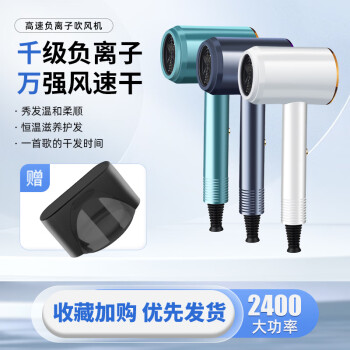 高速负离子吹风机
千级负离子
万强风速干
秀发温和柔顺
恒温滋养护发
一首歌的干发时间
赠
收藏加购 优先发货
2400
大功率